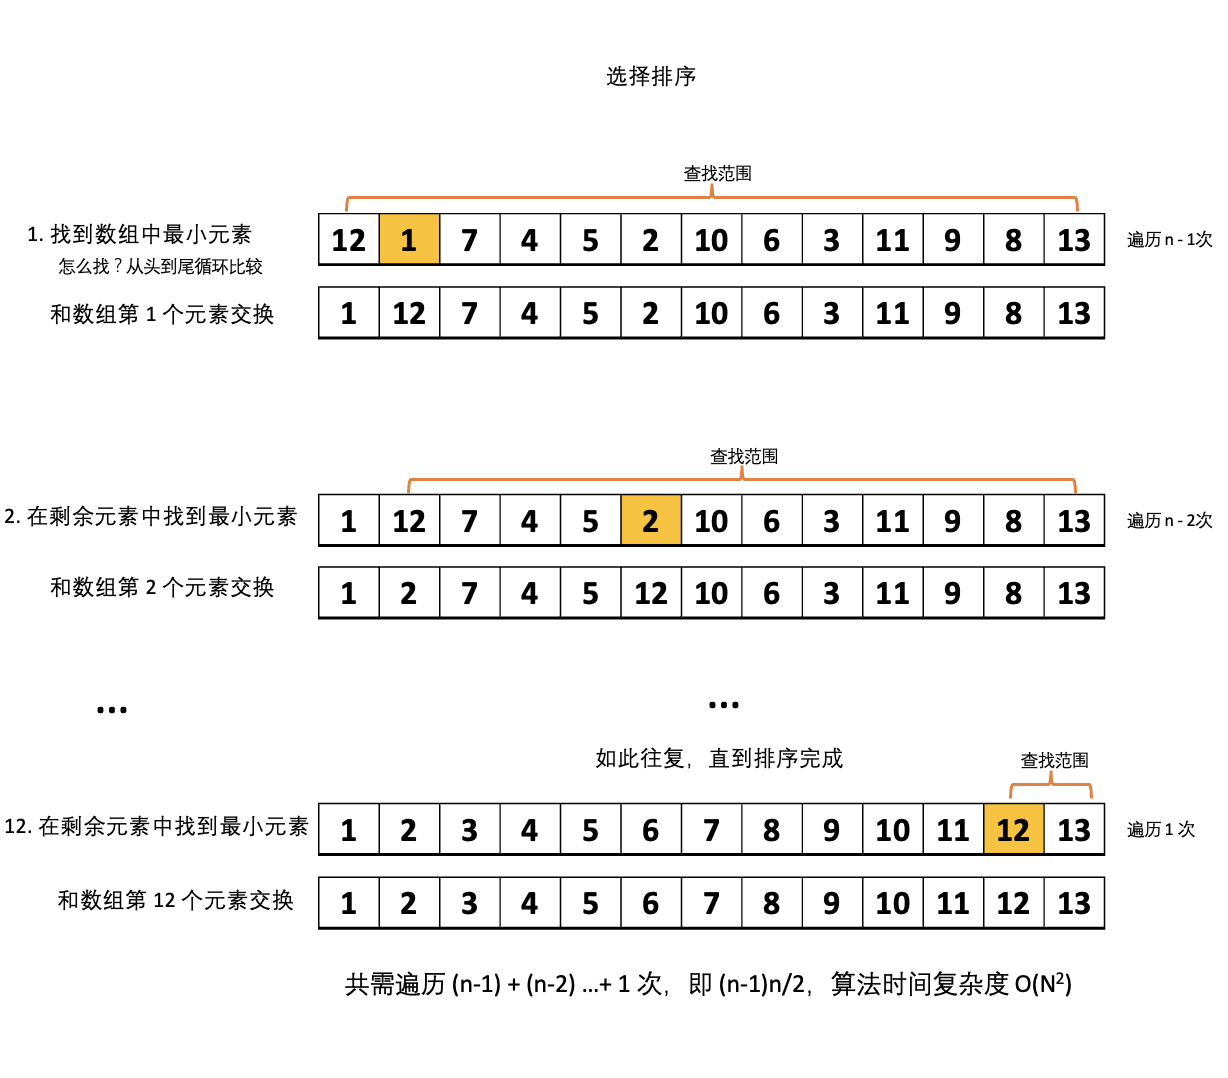 选择排序
查找范围
1. 找到数组中最小元素
怎么找？从头到尾循环比较
12 1 7 4 5 2 10 6 3 11 9 8 13
遍历 n - 1次
和数组第 1 个元素交换
1 12 7 4 5 2 10 6 3 11 9 8 13
查找范围
2. 在剩余元素中找到最小元素
1 12 7 4 5 2 10 6 3 11 9 8 13
遍历 n - 2次
和数组第 2 个元素交换
1 2 7 4 5 12 10 6 3 11 9 8 13
...
...
如此往复，直到排序完成
查找范围
12. 在剩余元素中找到最小元素
1 2 3 4 5 6 7 8 9 10 11 12 13
遍历 1 次
和数组第 12 个元素交换
1 2 3 4 5 6 7 8 9 10 11 12 13
共需遍历 (n-1) + (n-2) ...+ 1 次，即 (n-1)n/2，算法时间复杂度 O(N²)